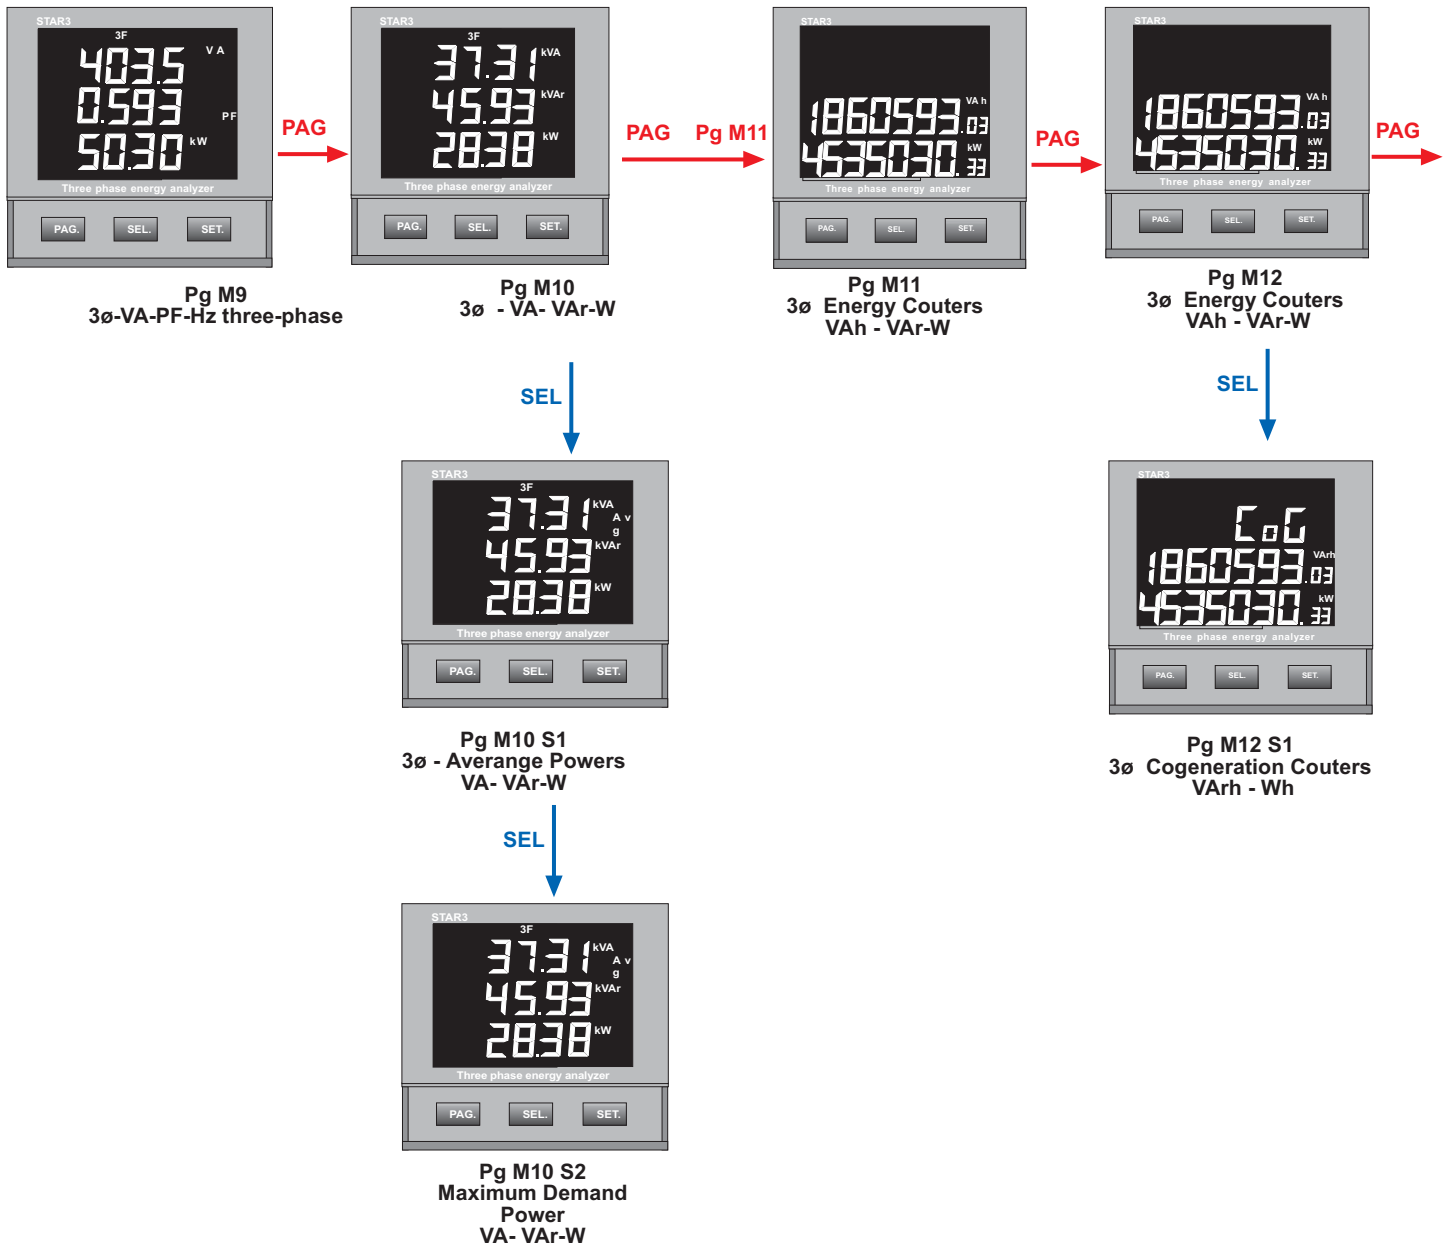 STAR3
3F
403.5 VA
0.593 PF
50.30 kW
Three phase energy analyzer
PAG. SEL. SET.
Pg M9
3ø-VA-PF-Hz three-phase
PAG
STAR3
3F
37.31 kVA
45.93 kVAr
28.38 kW
Three phase energy analyzer
PAG. SEL. SET.
Pg M10
3ø - VA- VAr-W
PAG Pg M11
STAR3
1860593.03 VA h
4535030.33 kW
Three phase energy analyzer
PAG. SEL. SET.
Pg M11
3ø Energy Couters
VAh - VAr-W
PAG
STAR3
1860593.03 VA h
4535030.33 kW
Three phase energy analyzer
PAG. SEL. SET.
Pg M12
3ø Energy Couters
VAh - VAr-W
PAG
SEL
STAR3
3F
37.31 kVA
A v
g
45.93 kVAr
28.38 kW
Three phase energy analyzer
PAG. SEL. SET.
Pg M10 S1
3ø - Averange Powers
VA- VAr-W
SEL
STAR3
CoG
1860593.03 VArh
4535030.33 kW
Three phase energy analyzer
PAG. SEL. SET.
Pg M12 S1
3ø Cogeneration Couters
VArh - Wh
SEL
STAR3
3F
37.31 kVA
A v
g
45.93 kVAr
28.38 kW
Three phase energy analyzer
PAG. SEL. SET.
Pg M10 S2
Maximum Demand
Power
VA- VAr-W